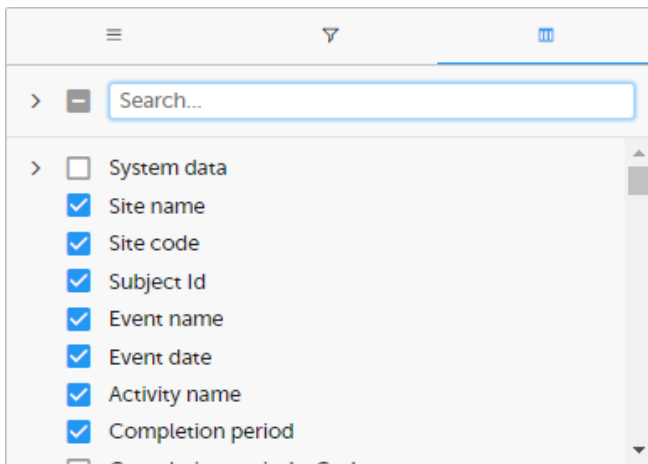 Search...
System data
Site name
Site code
Subject Id
Event name
Event date
Activity name
Completion period